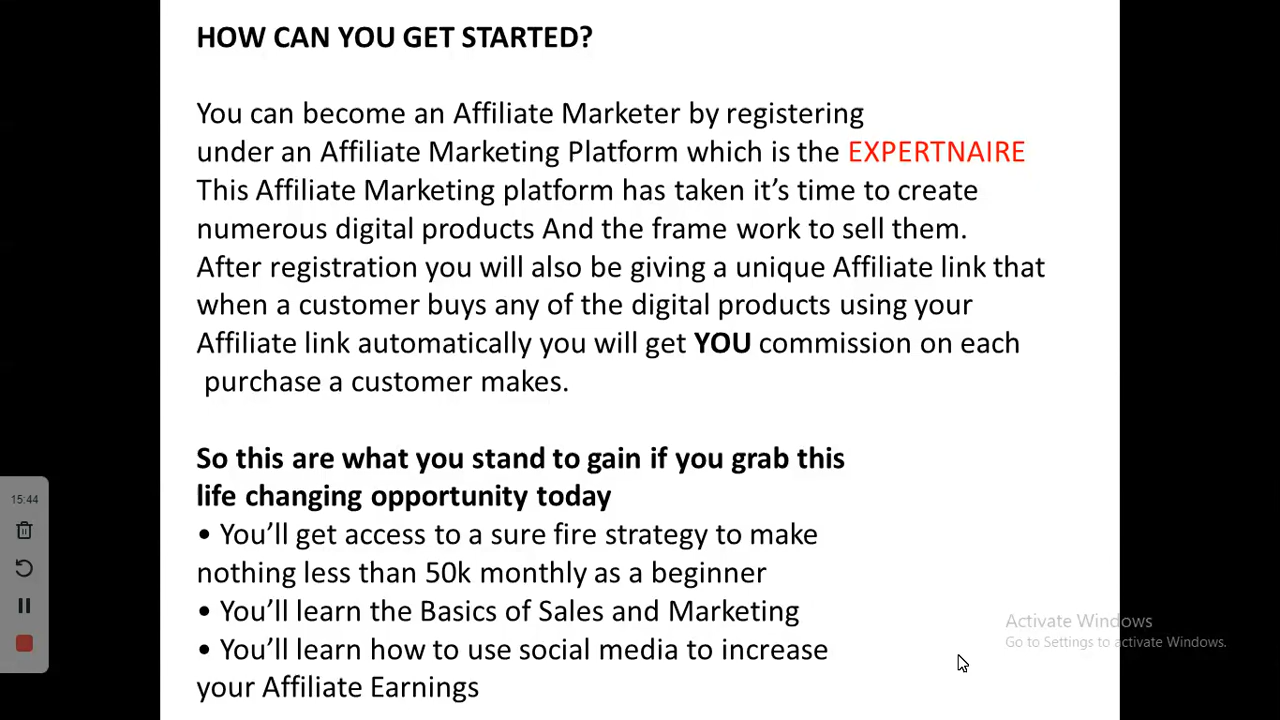 HOW CAN YOU GET STARTED?
You can become an Affiliate Marketer by registering
under an Affiliate Marketing Platform which is the EXPERTNAIRE
This Affiliate Marketing platform has taken it’s time to create
numerous digital products And the frame work to sell them.
After registration you will also be giving a unique Affiliate link that
when a customer buys any of the digital products using your
Affiliate link automatically you will get YOU commission on each
purchase a customer makes.
So this are what you stand to gain if you grab this
life changing opportunity today
• You’ll get access to a sure fire strategy to make
nothing less than 50k monthly as a beginner
• You’ll learn the Basics of Sales and Marketing
• You’ll learn how to use social media to increase
your Affiliate Earnings
15:44
Activate Windows
Go to Settings to activate Windows.